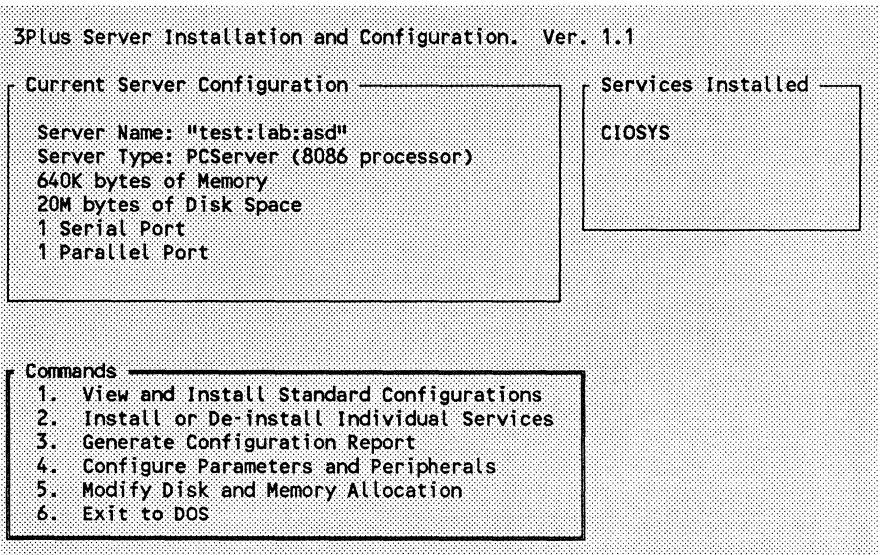 3Plus Server Installation and Configuration.  Ver. 1.1
Current Server Configuration
Server Name: "test:lab:asd"
Server Type: PCServer (8086 processor)
640K bytes of Memory
20M bytes of Disk Space
1 Serial Port
1 Parallel Port
Services Installed
CIOSYS
Commands
1.  View and Install Standard Configurations
2.  Install or De-install Individual Services
3.  Generate Configuration Report
4.  Configure Parameters and Peripherals
5.  Modify Disk and Memory Allocation
6.  Exit to DOS